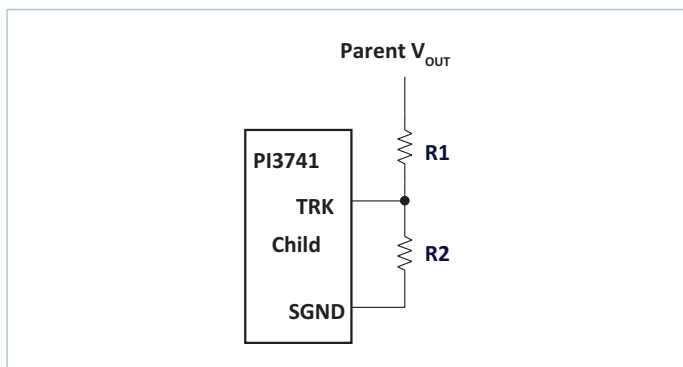 Parent VOUT
PI3741
R1
TRK
Child
R2
SGND